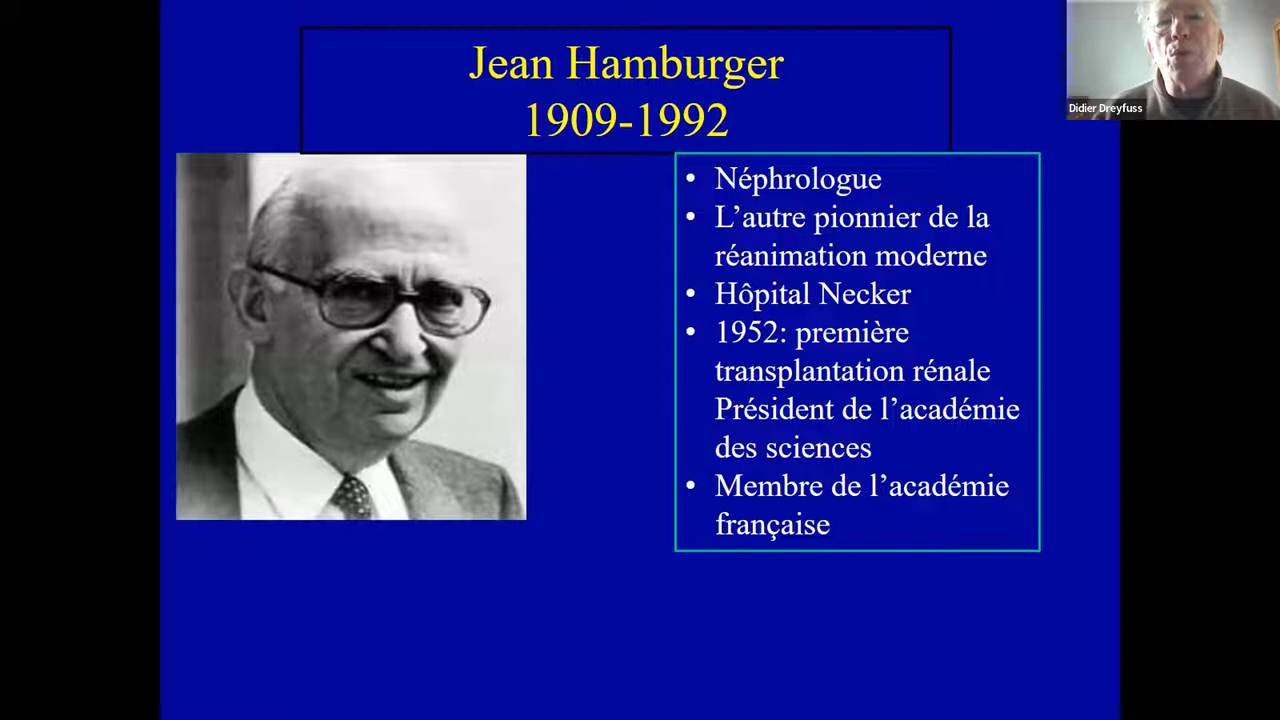 Jean Hamburger
1909-1992
Didier Dreyfuss
• Néphrologue
• L’autre pionnier de la
réanimation moderne
• Hôpital Necker
• 1952: première
transplantation rénale
Président de l’académie
des sciences
• Membre de l’académie
française